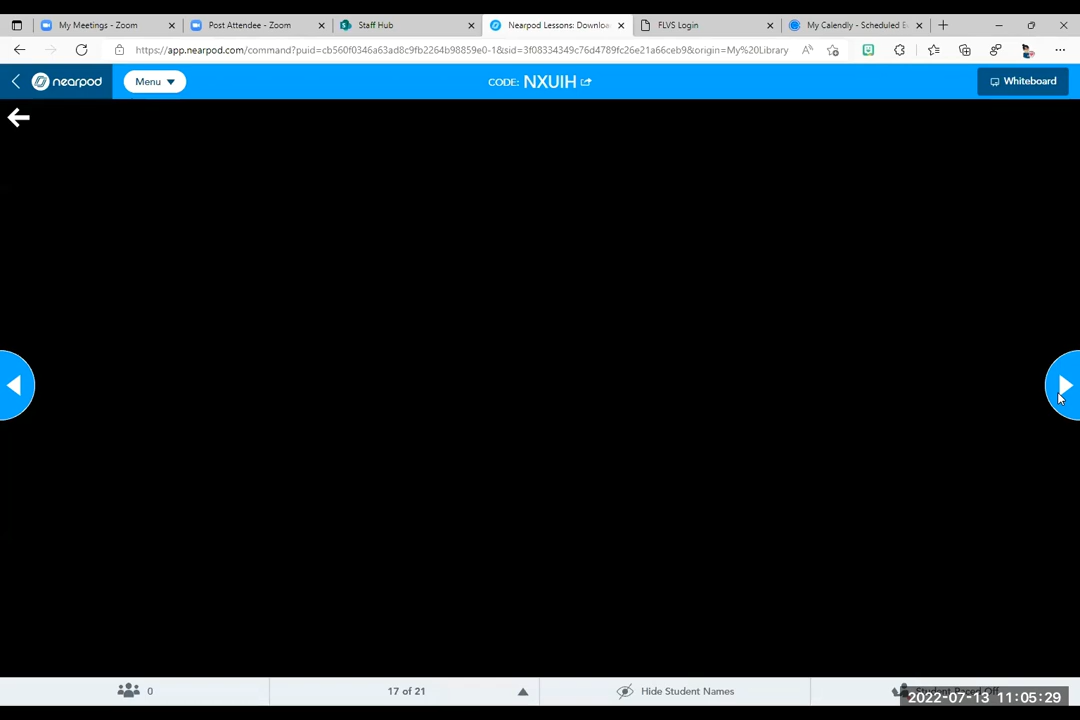 My Meetings - Zoom
Post Attendee - Zoom
Staff Hub
Nearpod Lessons: Downloa
FLVS Login
My Calendly - Scheduled E
https://app.nearpod.com/command?puid=cb560f0346a63ad8c9fb2264b98859e0-1&sid=3f08334349c76d4789fc26e21a66ceb9&origin=My%20Library
nearpod
Menu
CODE: NXUIH
Whiteboard
0
17 of 21
Hide Student Names
2022-07-13 11:05:29